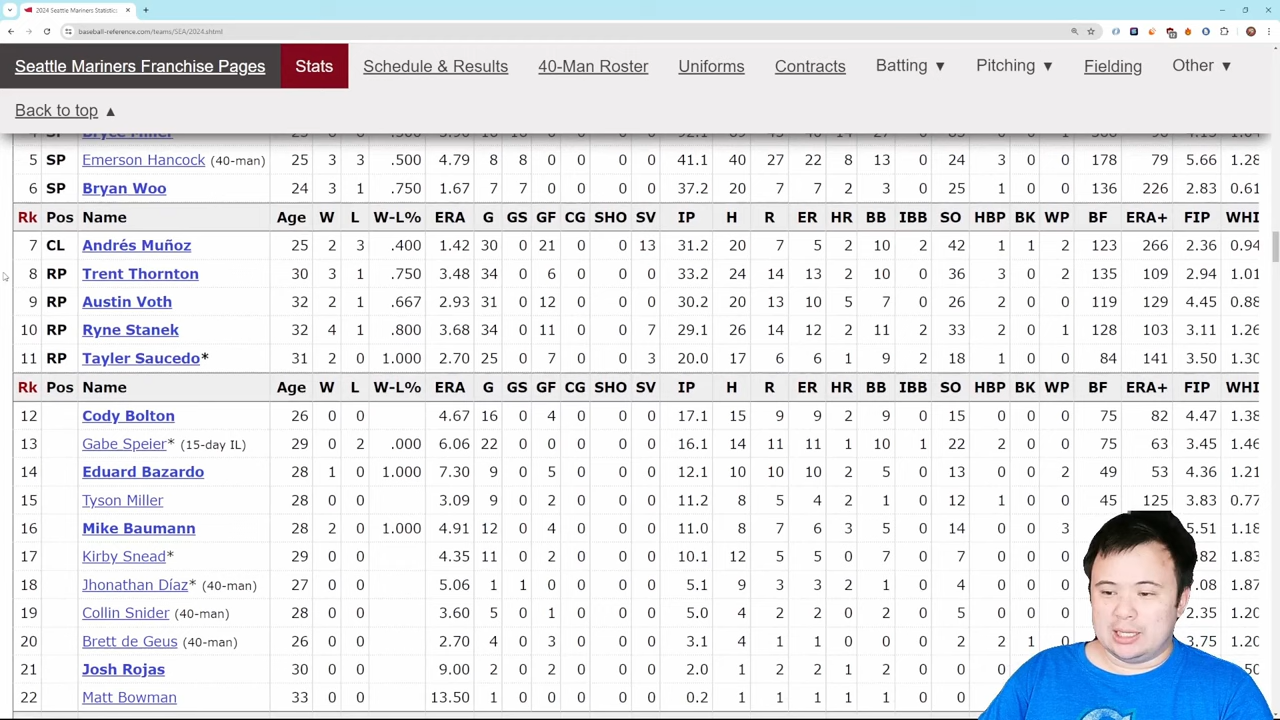 2024 Seattle Mariners Statistics
baseball-reference.com/teams/SEA/2024.shtml
Seattle Mariners Franchise Pages Stats Schedule & Results 40-Man Roster Uniforms Contracts Batting ▼ Pitching ▼ Fielding Other ▼
Back to top ▲
5 SP Emerson Hancock (40-man) 25 3 3 .500 4.79 8 8 0 0 0 0 41.1 40 27 22 8 13 0 24 3 0 0 178 79 5.66 1.28
6 SP Bryan Woo 24 3 1 .750 1.67 7 7 0 0 0 0 37.2 20 7 7 2 3 0 25 1 0 0 136 226 2.83 0.61
Rk Pos Name Age W L W-L% ERA G GS GF CG SHO SV IP H R ER HR BB IBB SO HBP BK WP BF ERA+ FIP WHI
7 CL Andrés Muñoz 25 2 3 .400 1.42 30 0 21 0 0 13 31.2 20 7 5 2 10 0 42 1 1 2 123 266 2.36 0.94
8 RP Trent Thornton 30 3 1 .750 3.48 34 0 6 0 0 0 33.2 24 14 13 2 10 0 36 3 0 2 135 109 2.94 1.01
9 RP Austin Voth 32 2 1 .667 2.93 31 0 12 0 0 0 30.2 20 13 10 5 7 0 26 2 0 0 119 129 4.45 0.88
10 RP Ryne Stanek 32 4 1 .800 3.68 34 0 11 0 0 7 29.1 26 14 12 2 11 2 33 2 0 1 128 103 3.11 1.26
11 RP Tayler Saucedo* 31 2 0 1.000 2.70 25 0 7 0 0 3 20.0 17 6 6 1 9 2 18 1 0 0 84 141 3.50 1.30
Rk Pos Name Age W L W-L% ERA G GS GF CG SHO SV IP H R ER HR BB IBB SO HBP BK WP BF ERA+ FIP WHI
12 Cody Bolton 26 0 0 4.67 16 0 4 0 0 0 17.1 15 9 9 2 9 0 15 0 0 0 75 82 4.47 1.38
13 Gabe Speier* (15-day IL) 29 0 2 .000 6.06 22 0 0 0 0 0 16.1 14 11 11 1 10 1 22 2 0 0 75 63 3.45 1.46
14 Eduard Bazardo 28 1 0 1.000 7.30 9 0 5 0 0 0 12.1 10 10 10 2 5 0 13 0 0 2 49 53 4.36 1.21
15 Tyson Miller 28 0 0 3.09 9 0 2 0 0 0 11.2 8 5 4 2 1 0 12 1 0 0 45 125 3.83 0.77
16 Mike Baumann 28 2 0 1.000 4.91 12 0 4 0 0 0 11.0 8 7 6 3 5 0 14 0 0 3 5.51 1.18
17 Kirby Snead* 29 0 0 4.35 11 0 2 0 0 0 10.1 12 5 5 0 7 0 7 0 0 0 .82 1.83
18 Jhonathan Díaz* (40-man) 27 0 0 5.06 1 1 0 0 0 0 5.1 9 3 3 0 1 0 4 0 0 0 .08 1.87
19 Collin Snider (40-man) 28 0 0 3.60 5 0 1 0 0 0 5.0 4 2 2 0 2 0 5 0 0 0 2.35 1.20
20 Brett de Geus (40-man) 26 0 0 2.70 4 0 3 0 0 0 3.1 4 1 1 0 0 0 2 2 1 0 3.75 1.20
21 Josh Rojas 30 0 0 9.00 2 0 2 0 0 0 2.0 1 2 2 2 2 0 0 0 0 .50
22 Matt Bowman 33 0 0 13.50 1 0 0 0 0 0 0.2 1 1 1 1 1 0 0